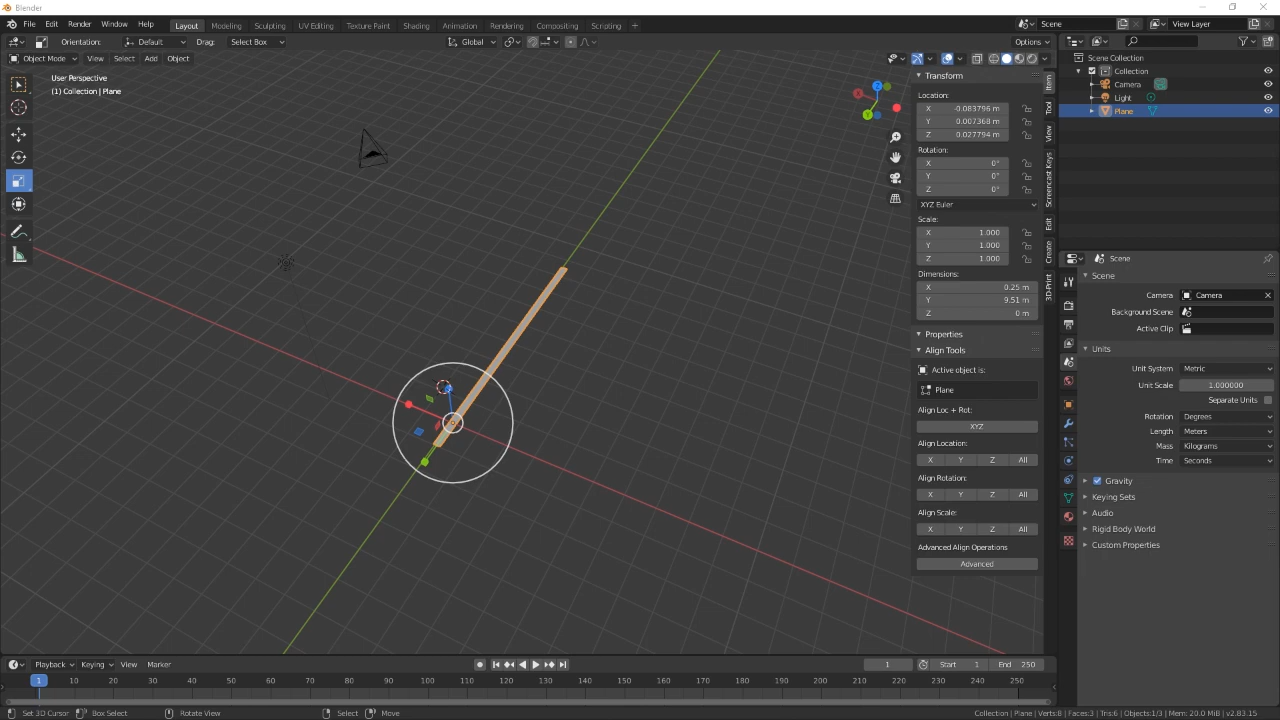 Blender
File Edit Render Window Help Layout Modeling Sculpting UV Editing Texture Paint Shading Animation Rendering Compositing Scripting + Scene View Layer
Orientation: Default Drag: Select Box Global Options
Object Mode View Select Add Object
User Perspective
(1) Collection | Plane
Transform
Location:
X -0.083796 m
Y 0.007368 m
Z 0.027794 m
Rotation:
X 0°
Y 0°
Z 0°
XYZ Euler
Scale:
X 1.000
Y 1.000
Z 1.000
Dimensions:
X 0.25 m
Y 9.51 m
Z 0 m
Properties
Align Tools
Active object is:
Plane
Align Loc + Rot:
XYZ
Align Location:
X Y Z All
Align Rotation:
X Y Z All
Align Scale:
X Y Z All
Advanced Align Operations
Advanced
Item
Tool
View
Screencast Keys
Edit
Create
3D-Print
X
Y
Z
Scene Collection
Collection
Camera
Light
Plane
Scene
Scene
Camera Camera
Background Scene
Active Clip
Units
Unit System Metric
Unit Scale 1.000000
Separate Units
Rotation Degrees
Length Meters
Mass Kilograms
Time Seconds
Gravity
Keying Sets
Audio
Rigid Body World
Custom Properties
Playback Keying View Marker 1 Start 1 End 250
1 10 20 30 40 50 60 70 80 90 100 110 120 130 140 150 160 170 180 190 200 210 220 230 240 250
Set 3D Cursor Box Select Rotate View Select Move Collection | Plane | Verts:8 | Faces:3 | Tris:6 | Objects:1/3 | Mem: 20.0 MiB | v2.83.15